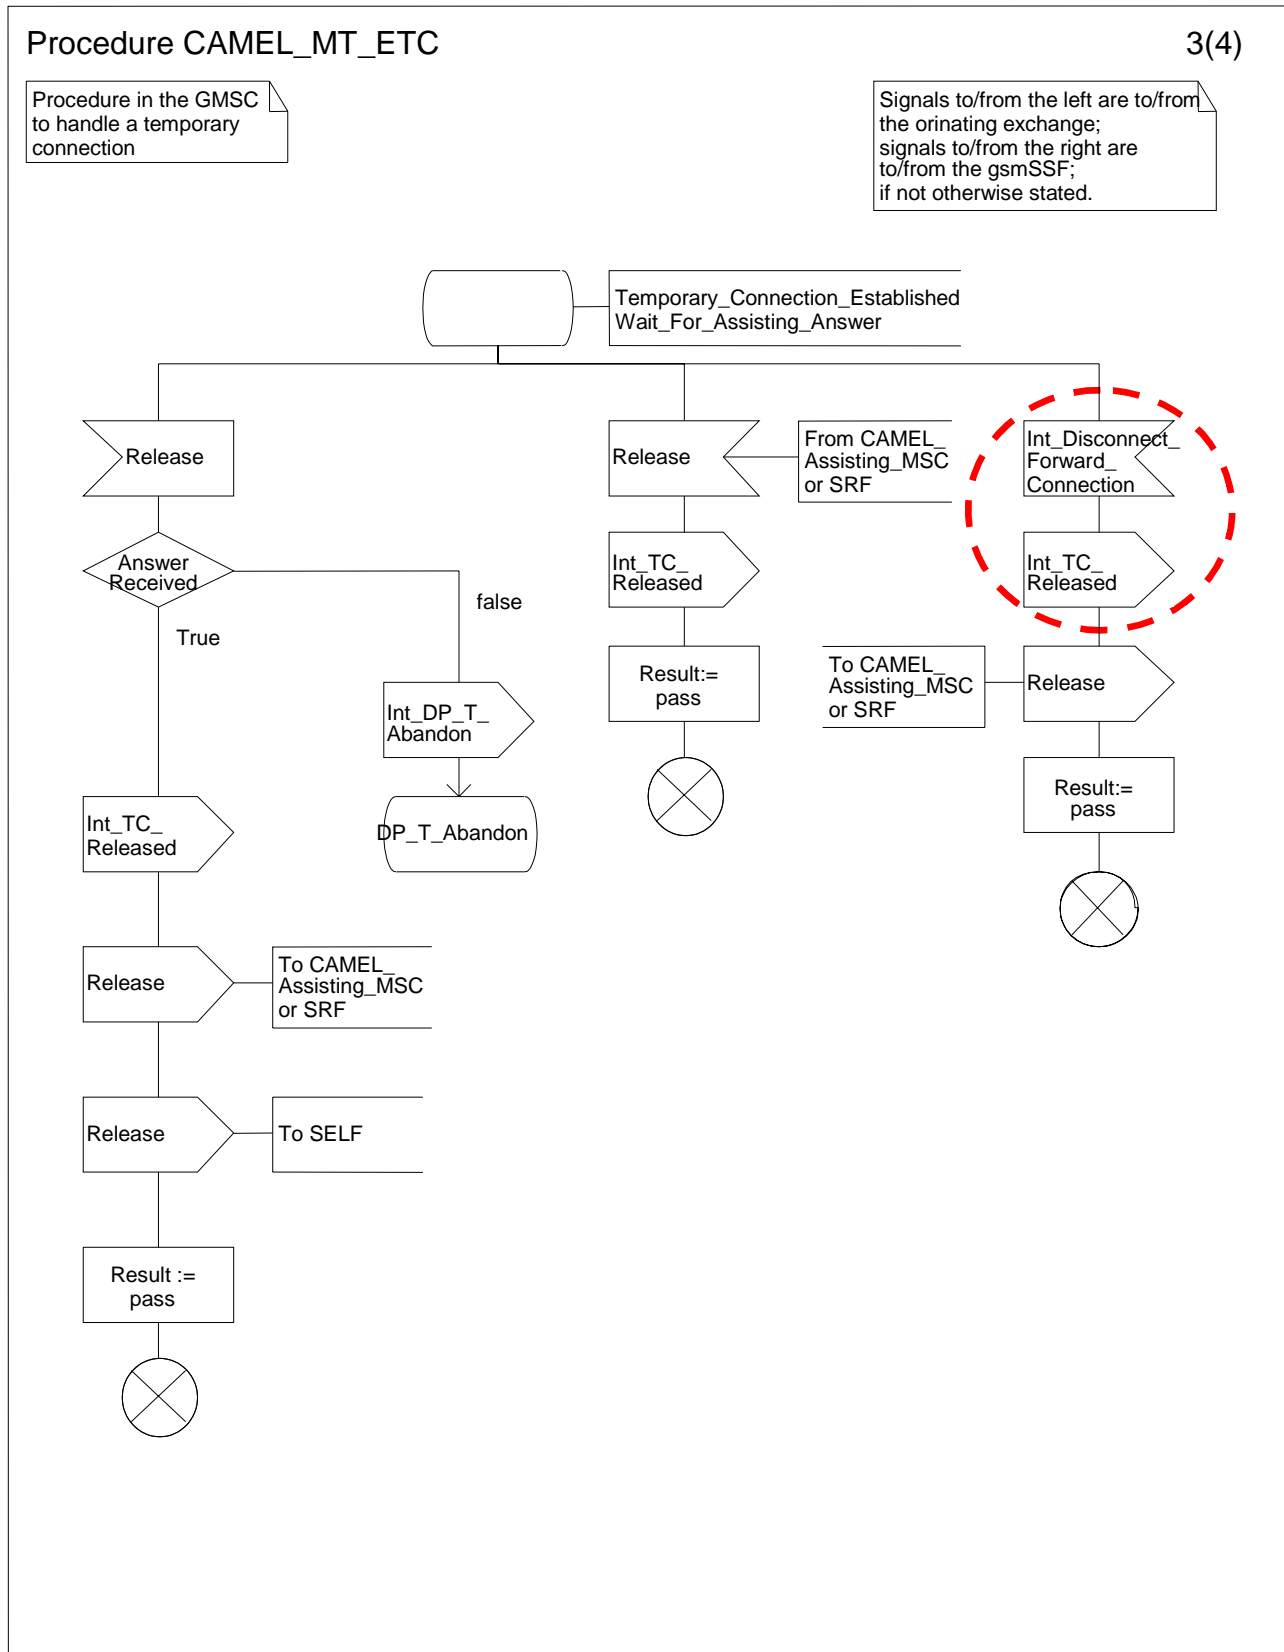 Procedure CAMEL_MT_ETC
3(4)
Procedure in the GMSC
to handle a temporary
connection
Signals to/from the left are to/from
the orinating exchange;
signals to/from the right are
to/from the gsmSSF;
if not otherwise stated.
Temporary_Connection_Established
Wait_For_Assisting_Answer
Release
Release
From CAMEL_
Assisting_MSC
or SRF
Int_Disconnect_
Forward_
Connection
Answer
Received
false
True
Int_TC_
Released
Int_TC_
Released
Int_DP_T_
Abandon
Result:=
pass
To CAMEL_
Assisting_MSC
or SRF
Release
DP_T_Abandon
Int_TC_
Released
Result:=
pass
Release
To CAMEL_
Assisting_MSC
or SRF
Release
To SELF
Result :=
pass